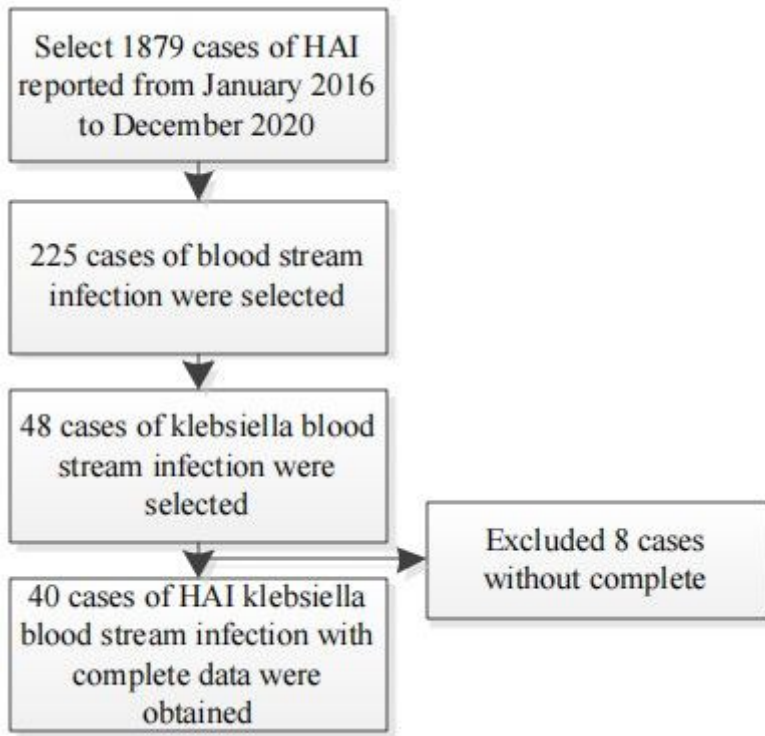 Select 1879 cases of HAI
reported from January 2016
to December 2020
225 cases of blood stream
infection were selected
48 cases of klebsiella blood
stream infection were
selected
Excluded 8 cases
without complete
40 cases of HAI klebsiella
blood stream infection with
complete data were
obtained